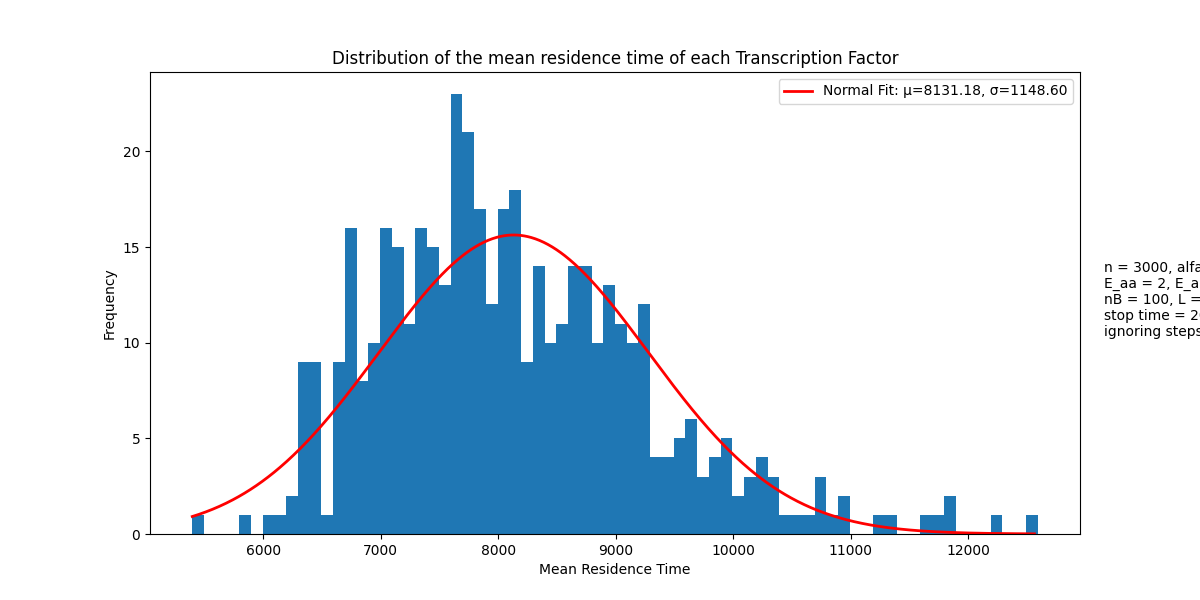 Distribution of the mean residence time of each Transcription Factor
Normal Fit: μ=8131.18, σ=1148.60
Frequency
20
15
10
5
0
6000 7000 8000 9000 10000 11000 12000
Mean Residence Time
n = 3000, alfa
E_aa = 2, E_a
nB = 100, L =
stop time = 2
ignoring steps